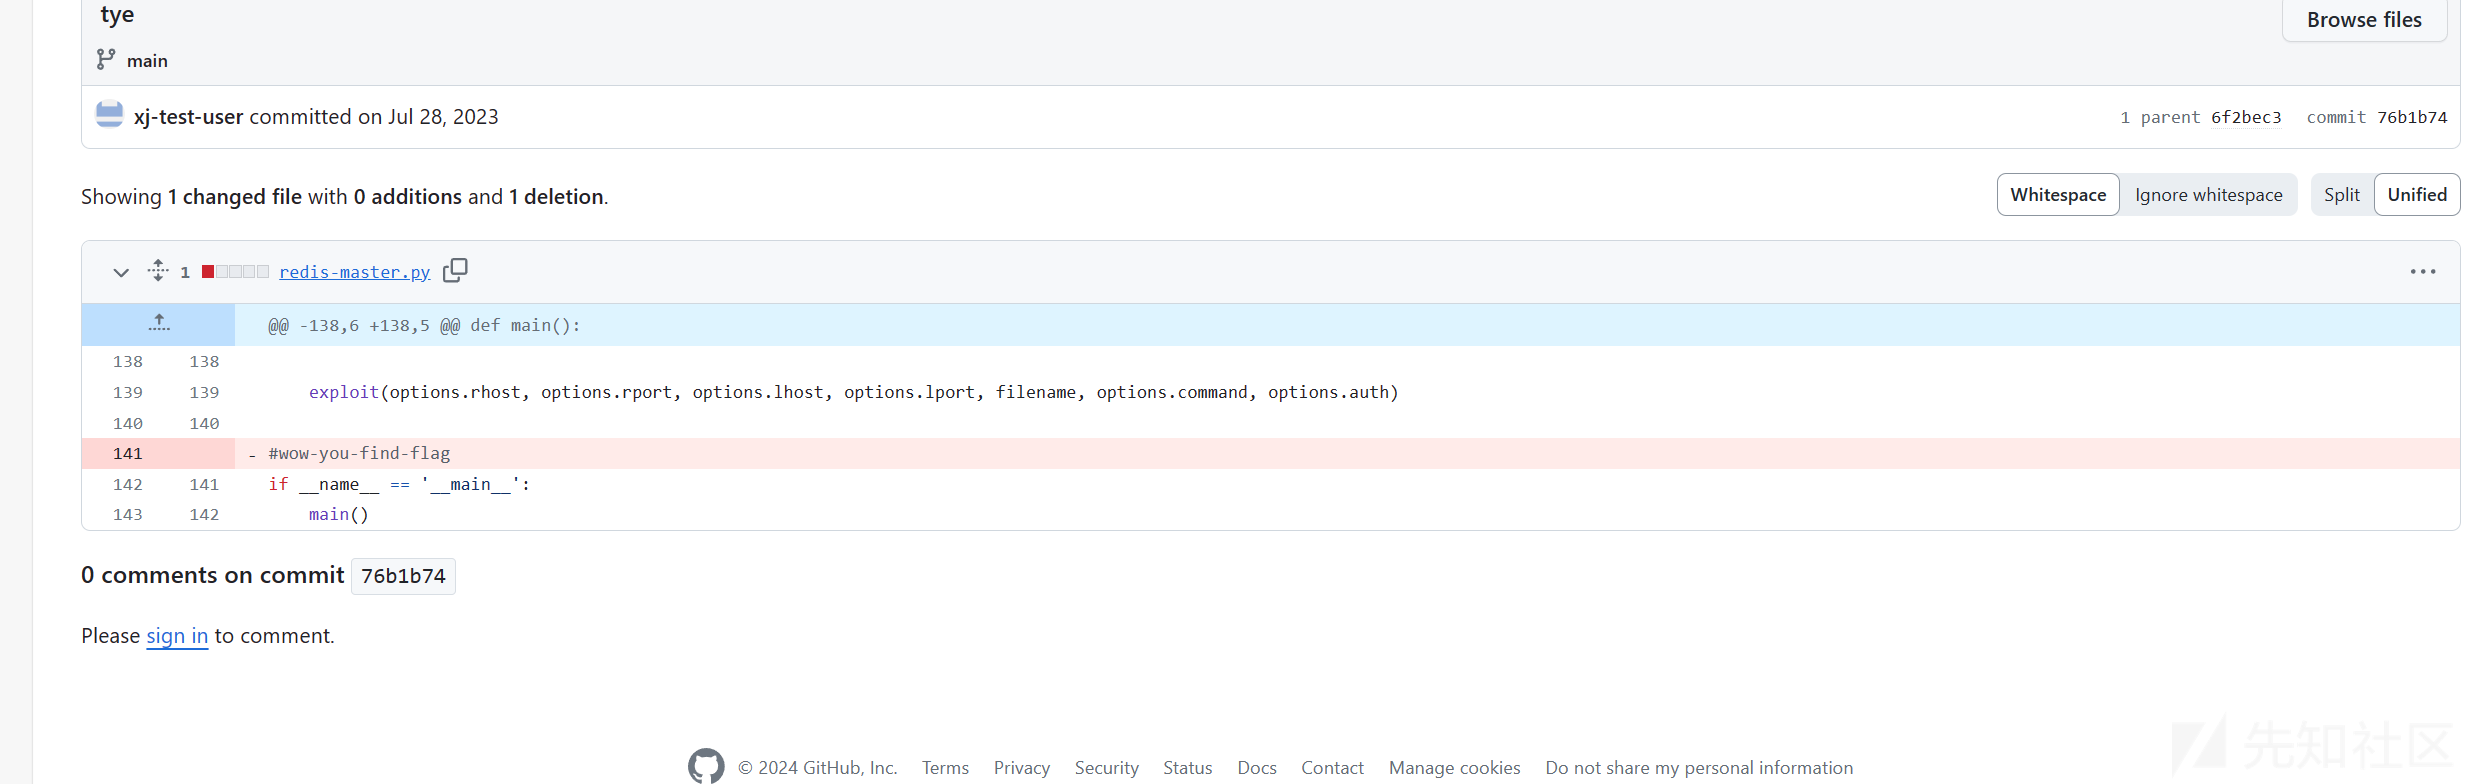 tye
Browse files
main
xj-test-user committed on Jul 28, 2023
1 parent 6f2bec3 commit 76b1b74
Showing 1 changed file with 0 additions and 1 deletion.
Whitespace Ignore whitespace Split Unified
1 redis-master.py
@@ -138,6 +138,5 @@ def main():
138 138
139 139 exploit(options.rhost, options.rport, options.lhost, options.lport, filename, options.command, options.auth)
140 140
141 - #wow-you-find-flag
142 141 if __name__ == '__main__':
143 142 main()
0 comments on commit 76b1b74
Please sign in to comment.
© 2024 GitHub, Inc. Terms Privacy Security Status Docs Contact Manage cookies Do not share my personal information
先知社区